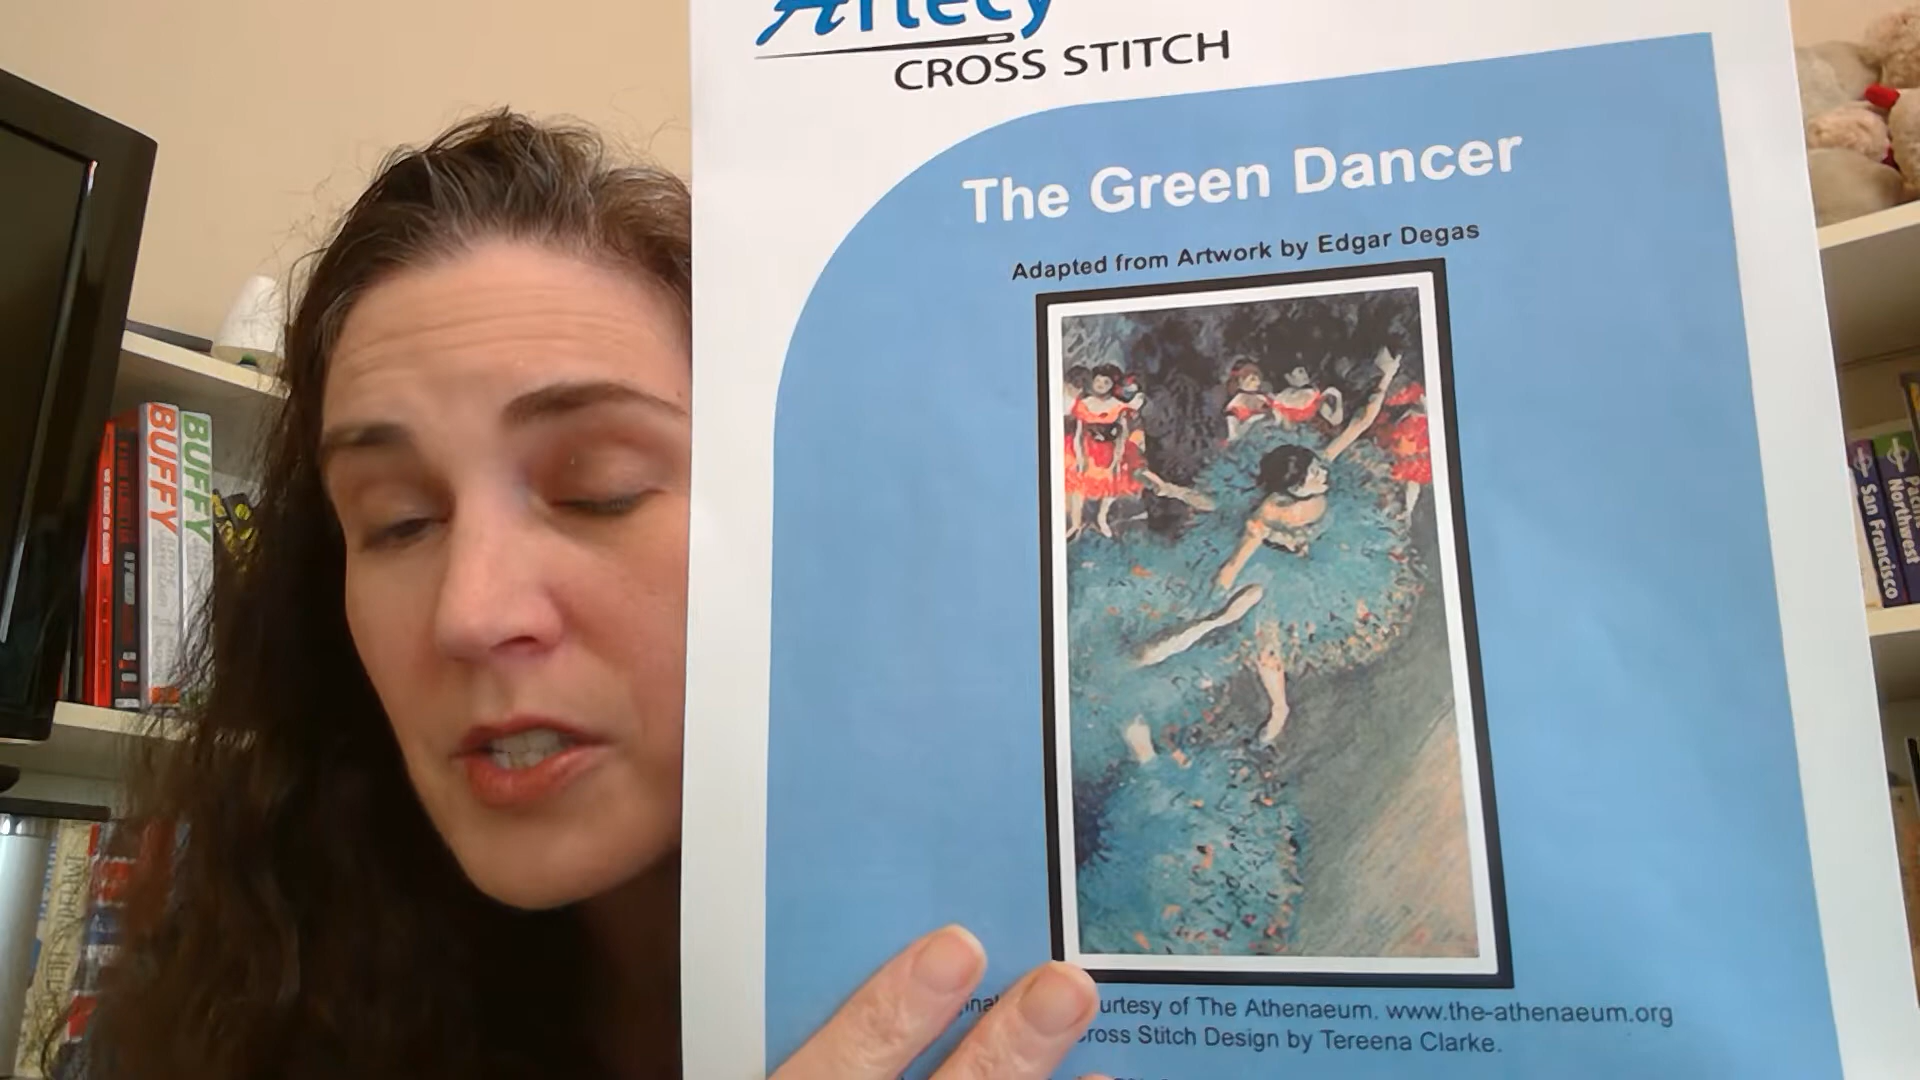 Artecy
CROSS STITCH
The Green Dancer
Adapted from Artwork by Edgar Degas
urtesy of The Athenaeum. www.the-athenaeum.org
ross Stitch Design by Tereena Clarke.
BUFFY
BUFFY
San Francisco
Northwest